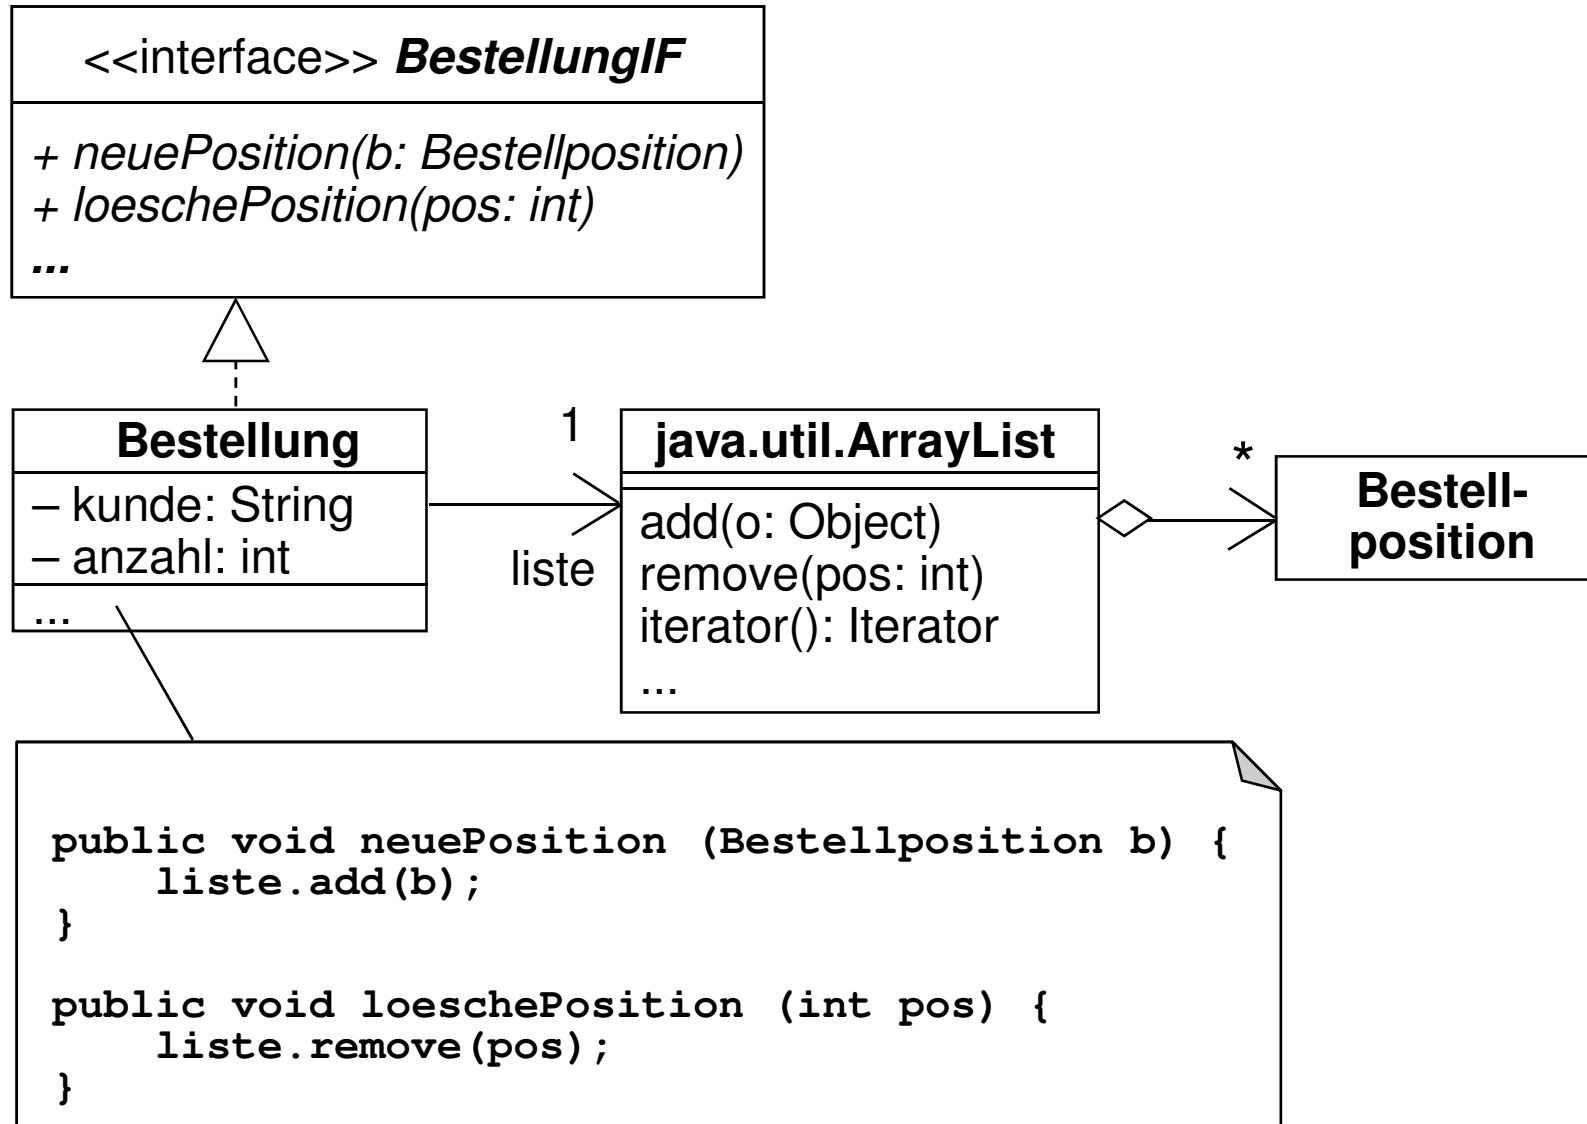 <<interface>> BestellungIF
+ neuePosition(b: Bestellposition)
+ loeschePosition(pos: int)
...
Bestellung
– kunde: String
– anzahl: int
...
1
liste
java.util.ArrayList
add(o: Object)
remove(pos: int)
iterator(): Iterator
...
*
Bestell-
position
public void neuePosition (Bestellposition b) {
liste.add(b);
}
public void loeschePosition (int pos) {
liste.remove(pos);
}